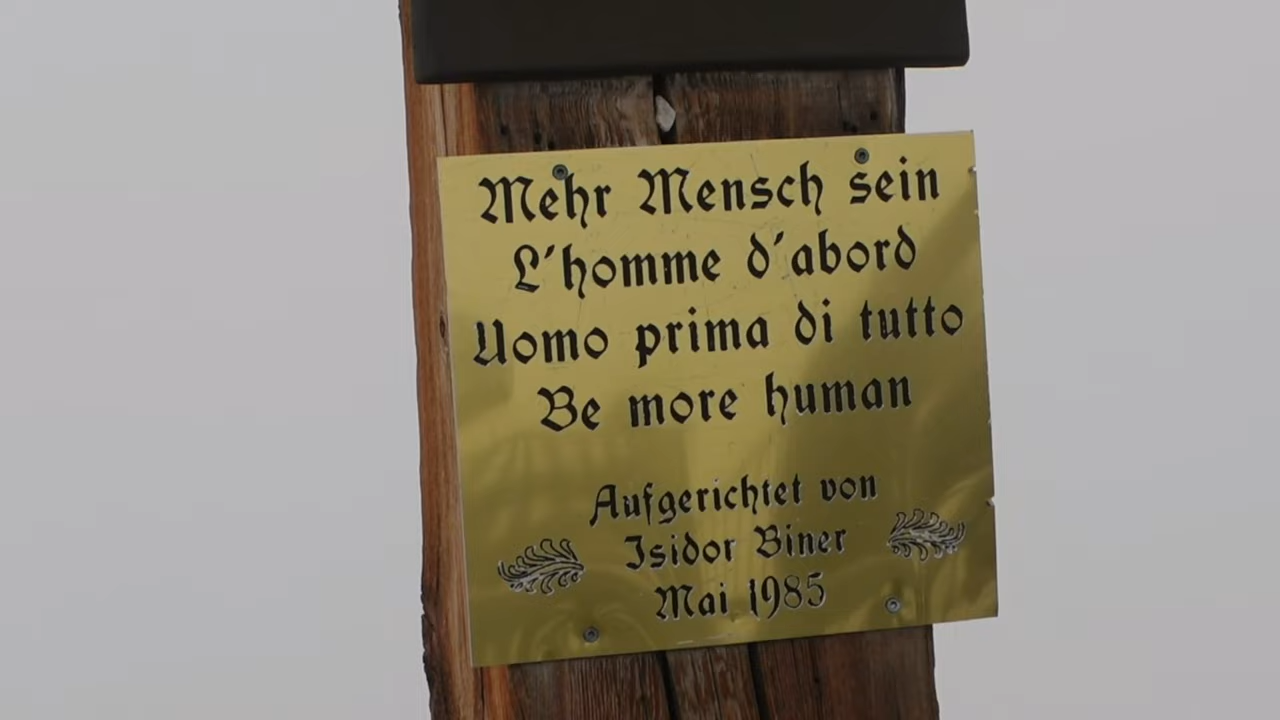 Mehr Mensch sein
L'homme d'abord
Uomo prima di tutto
Be more human
Aufgerichtet von
Isidor Biner
Mai 1985